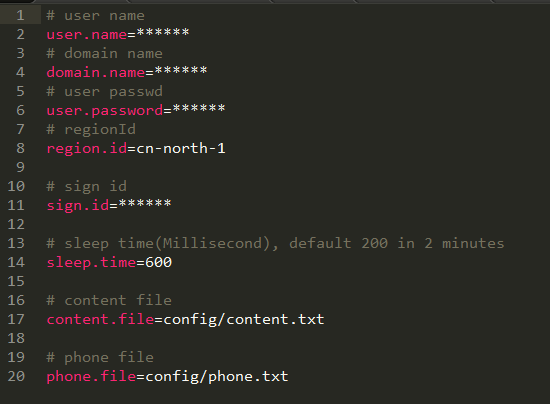 1 # user name
2 user.name=******
3 # domain name
4 domain.name=******
5 # user passwd
6 user.password=******
7 # regionId
8 region.id=cn-north-1
9
10 # sign id
11 sign.id=******
12
13 # sleep time(Millisecond), default 200 in 2 minutes
14 sleep.time=600
15
16 # content file
17 content.file=config/content.txt
18
19 # phone file
20 phone.file=config/phone.txt